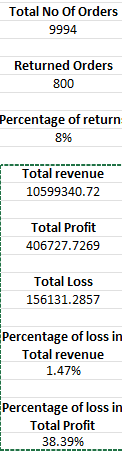 Total No Of Orders
9994
Returned Orders
800
Percentage of return
8%
Total revenue
10599340.72
Total Profit
406727.7269
Total Loss
156131.2857
Percentage of loss in
Total revenue
1.47%
Percentage of loss in
Total Profit
38.39%